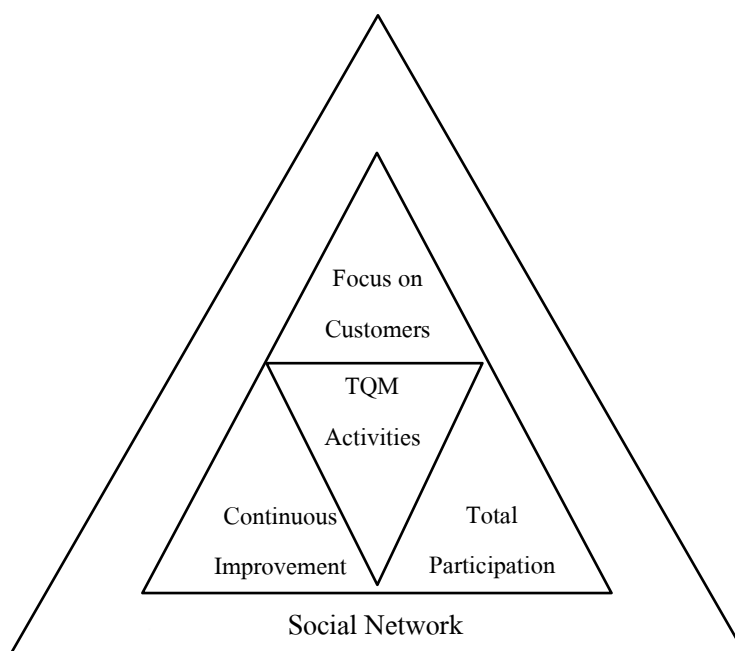 Focus on
Customers
TQM
Activities
Continuous
Improvement
Total
Participation
Social Network